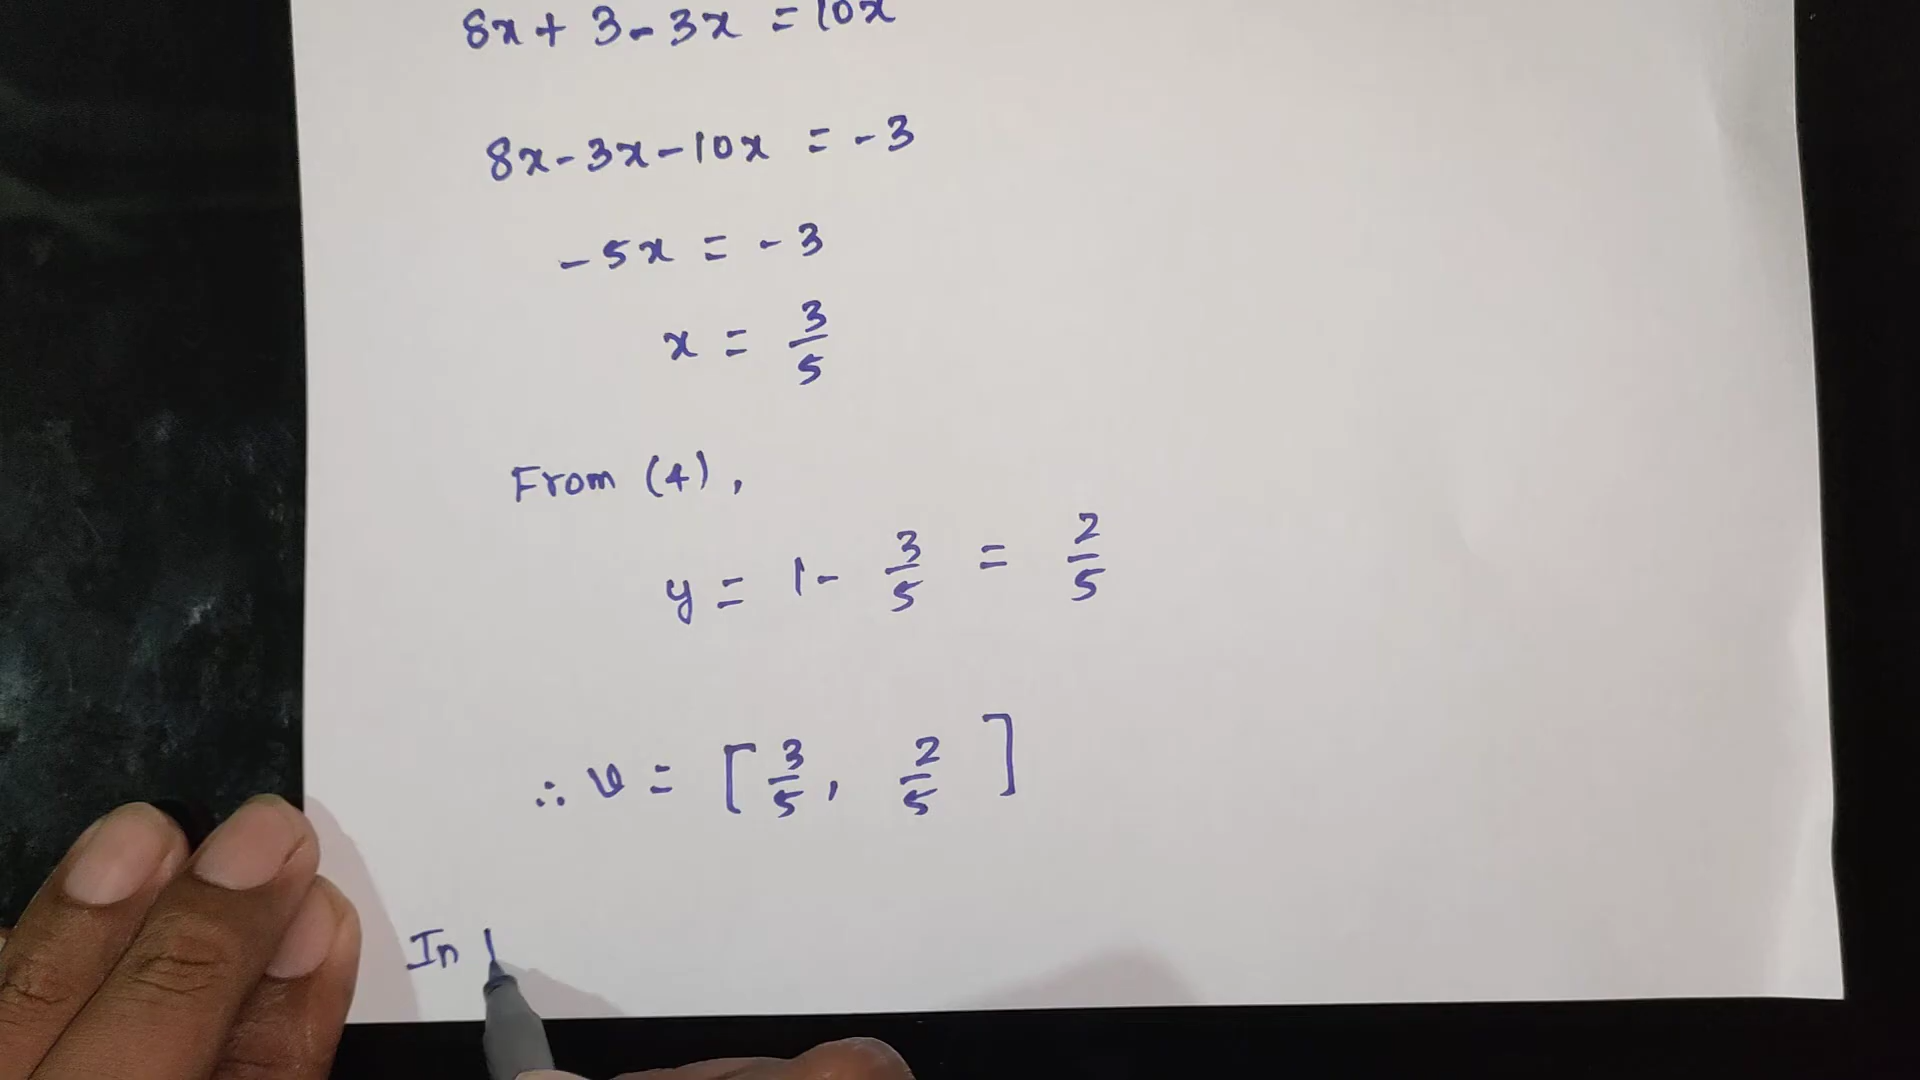 8x + 3 - 3x = 10x
8x - 3x - 10x = -3
-5x = -3
x = 3/5
From (4),
y = 1 - 3/5 = 2/5
∴ v = [3/5, 2/5]
In